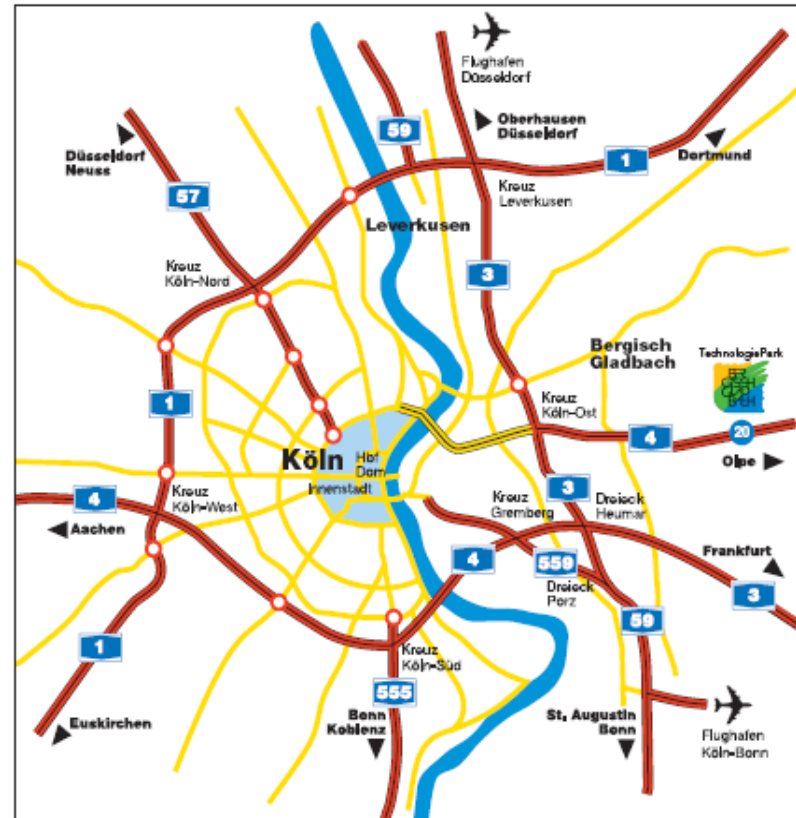 Flughafen
Düsseldorf
59
Oberhausen
Düsseldorf
1
Dortmund
Düsseldorf
Neuss
57
Kreuz
Leverkusen
Leverkusen
Kreuz
Köln-Nord
3
Bergisch
Gladbach
TechnologiePark
1
Kreuz
Köln-Ost
4
20
Olpe
Köln
Hbf
Dom
Innenstadt
4
Aachen
Kreuz
Köln-West
3
Kreuz
Gremberg
Dreieck
Heumar
4
559
Frankfurt
Dreieck
Porz
3
59
1
Kreuz
Köln-Süd
555
Euskirchen
Bonn
Koblenz
St. Augustin
Bonn
Flughafen
Köln-Bonn